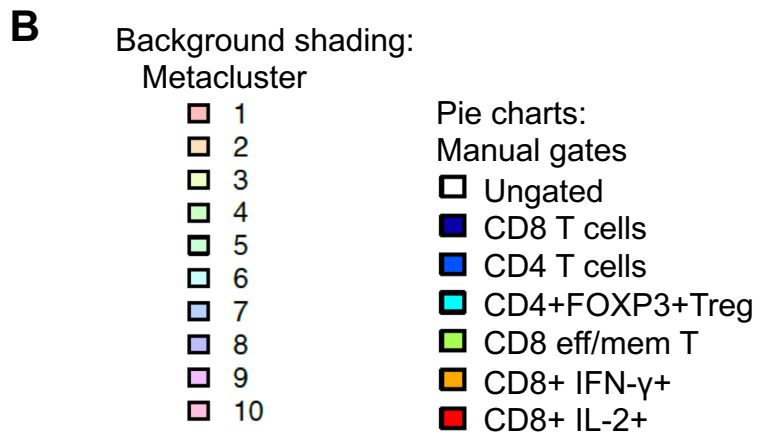 B
Background shading:
Metacluster
1
2
3
4
5
6
7
8
9
10
Pie charts:
Manual gates
Ungated
CD8 T cells
CD4 T cells
CD4+FOXP3+Treg
CD8 eff/mem T
CD8+ IFN-γ+
CD8+ IL-2+